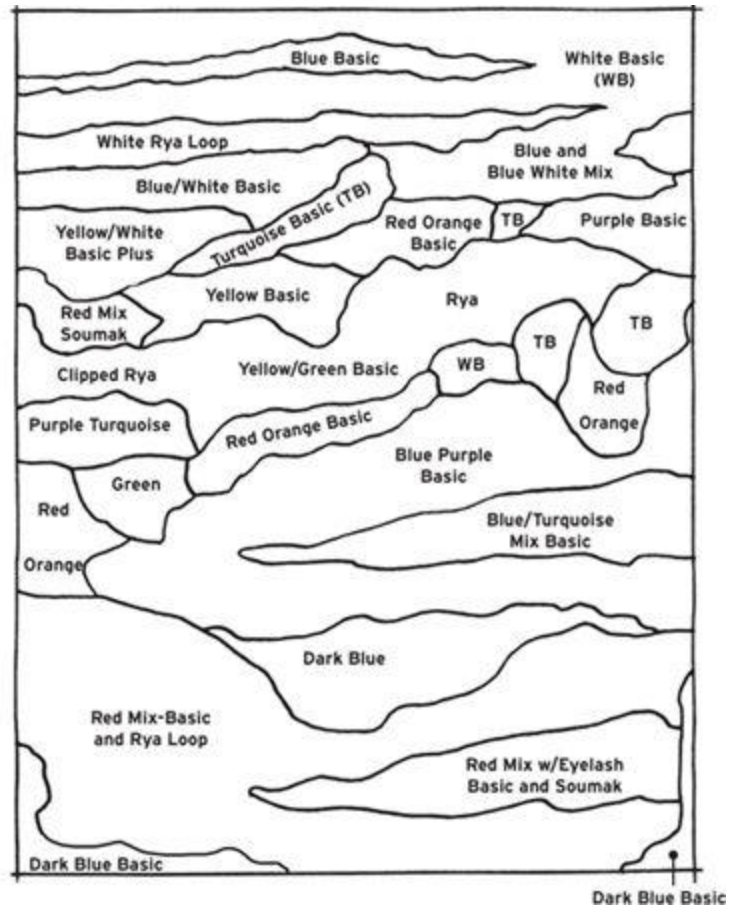 Blue Basic
White Basic
(WB)
White Rya Loop
Blue and
Blue White Mix
Blue/White Basic
Turquoise Basic (TB)
Yellow/White
Basic Plus
Red Orange
Basic
TB
Purple Basic
Yellow Basic
Rya
Red Mix
Soumak
TB
TB
WB
Clipped Rya
Yellow/Green Basic
Red
Orange
Purple Turquoise
Red Orange Basic
Blue Purple
Basic
Green
Red
Orange
Blue/Turquoise
Mix Basic
Dark Blue
Red Mix-Basic
and Rya Loop
Red Mix w/Eyelash
Basic and Soumak
Dark Blue Basic
Dark Blue Basic